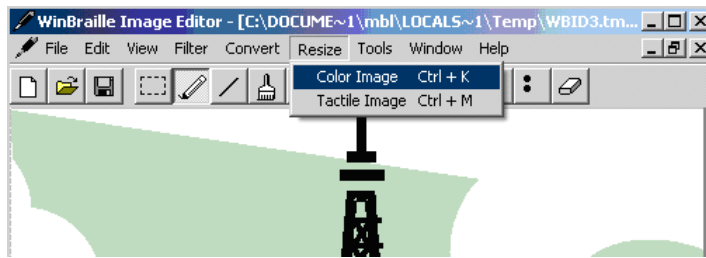 WinBraille Image Editor - [C:\DOCUME~1\mbl\LOCALS~1\Temp\WBID3.tm...
File Edit View Filter Convert Resize Tools Window Help
Color Image Ctrl + K
Tactile Image Ctrl + M